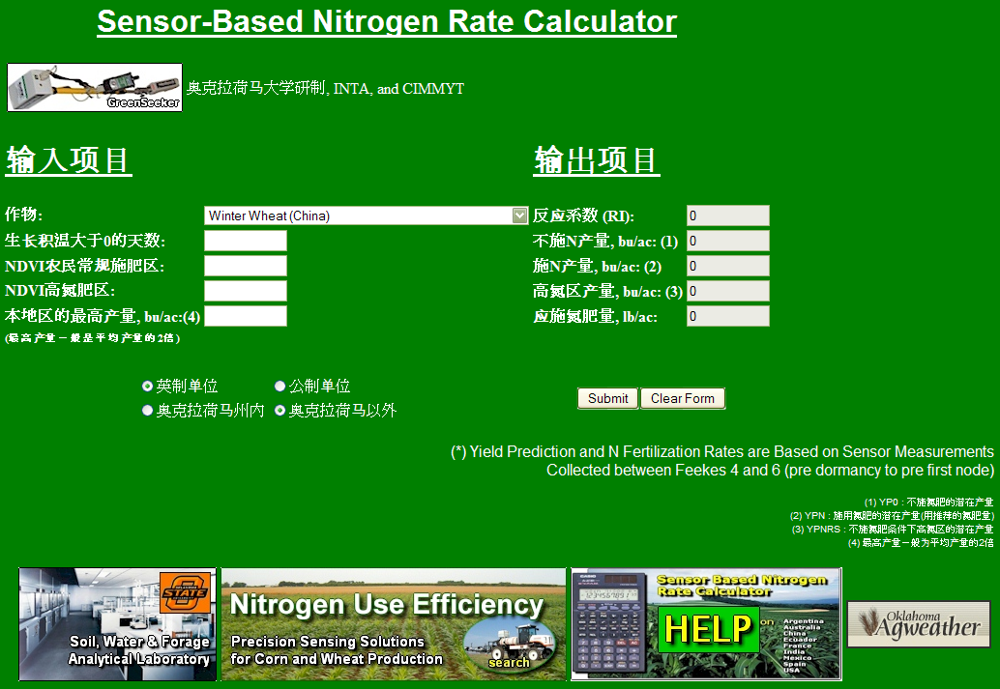 Sensor-Based Nitrogen Rate Calculator
GreenSeeker
奥克拉荷马大学研制, INTA, and CIMMYT
输入项目
输出项目
作物:
Winter Wheat (China)
反应系数 (RI):
0
生长积温大于0的天数:
不施N产量, bu/ac: (1)
0
NDVI农民常规施肥区:
施N产量, bu/ac: (2)
0
NDVI高氮肥区:
高氮区产量, bu/ac: (3)
0
本地区的最高产量, bu/ac:(4)
应施氮肥量, lb/ac:
0
(最高产量一般是平均产量的2倍)
英制单位
公制单位
奥克拉荷马州内
奥克拉荷马以外
Submit
Clear Form
(*) Yield Prediction and N Fertilization Rates are Based on Sensor Measurements
Collected between Feekes 4 and 6 (pre dormancy to pre first node)
(1) YP0 : 不施氮肥的潜在产量
(2) YPN : 施用氮肥的潜在产量(用推荐的氮肥量)
(3) YPNRS : 不施氮肥条件下高氮区的潜在产量
(4) 最高产量一般为平均产量的2倍
STATE
Soil, Water & Forage
Analytical Laboratory
Nitrogen Use Efficiency
Precision Sensing Solutions
for Corn and Wheat Production
search
CASIO
Sensor Based Nitrogen
Rate Calculator
HELP
on
Argentina
Australia
China
Ecuador
France
India
Mexico
Spain
USA
Oklahoma
Agweather